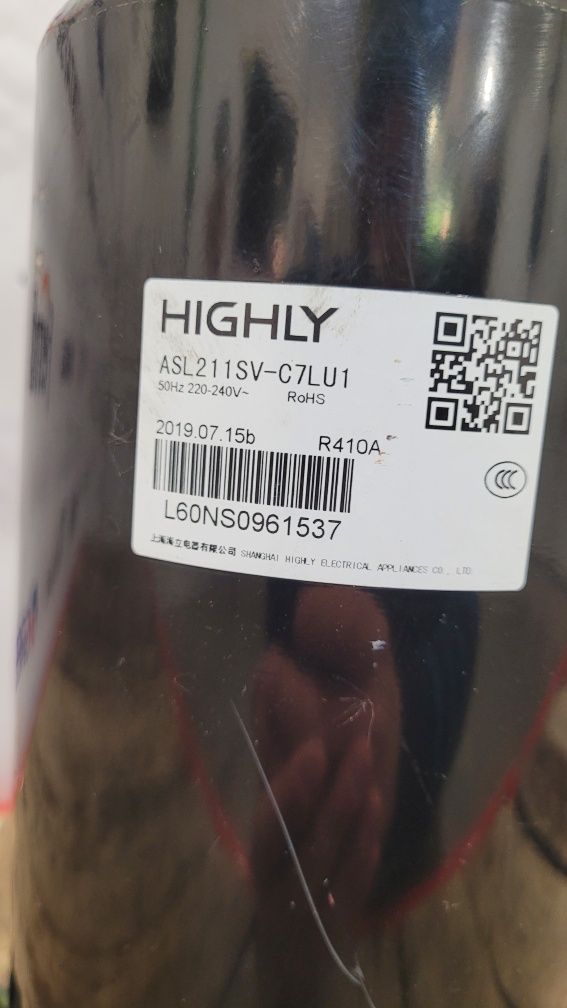 HIGHLY
ASL211SV-C7LU1
50Hz 220-240V~ RoHS
2019.07.15b R410A
L60NS0961537
上海海立电器有限公司 SHANGHAI HIGHLY ELECTRICAL APPLIANCES CO., LTD.